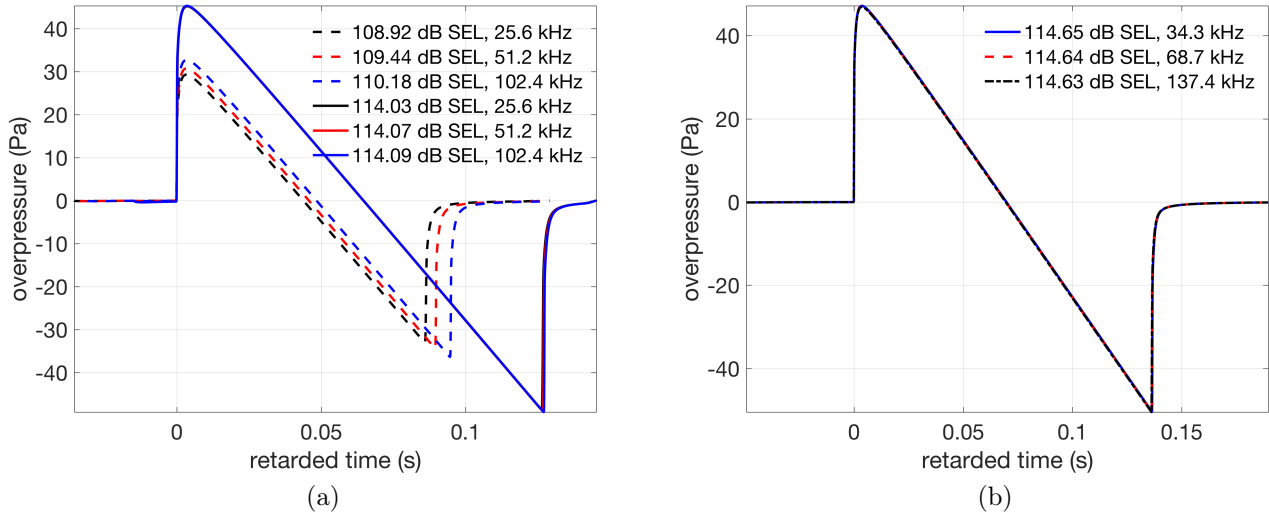 108.92 dB SEL, 25.6 kHz
109.44 dB SEL, 51.2 kHz
110.18 dB SEL, 102.4 kHz
114.03 dB SEL, 25.6 kHz
114.07 dB SEL, 51.2 kHz
114.09 dB SEL, 102.4 kHz
40
30
20
10
0
-10
-20
-30
-40
overpressure (Pa)
0
0.05
0.1
retarded time (s)
(a)
114.65 dB SEL, 34.3 kHz
114.64 dB SEL, 68.7 kHz
114.63 dB SEL, 137.4 kHz
40
20
0
-20
-40
overpressure (Pa)
0
0.05
0.1
0.15
retarded time (s)
(b)